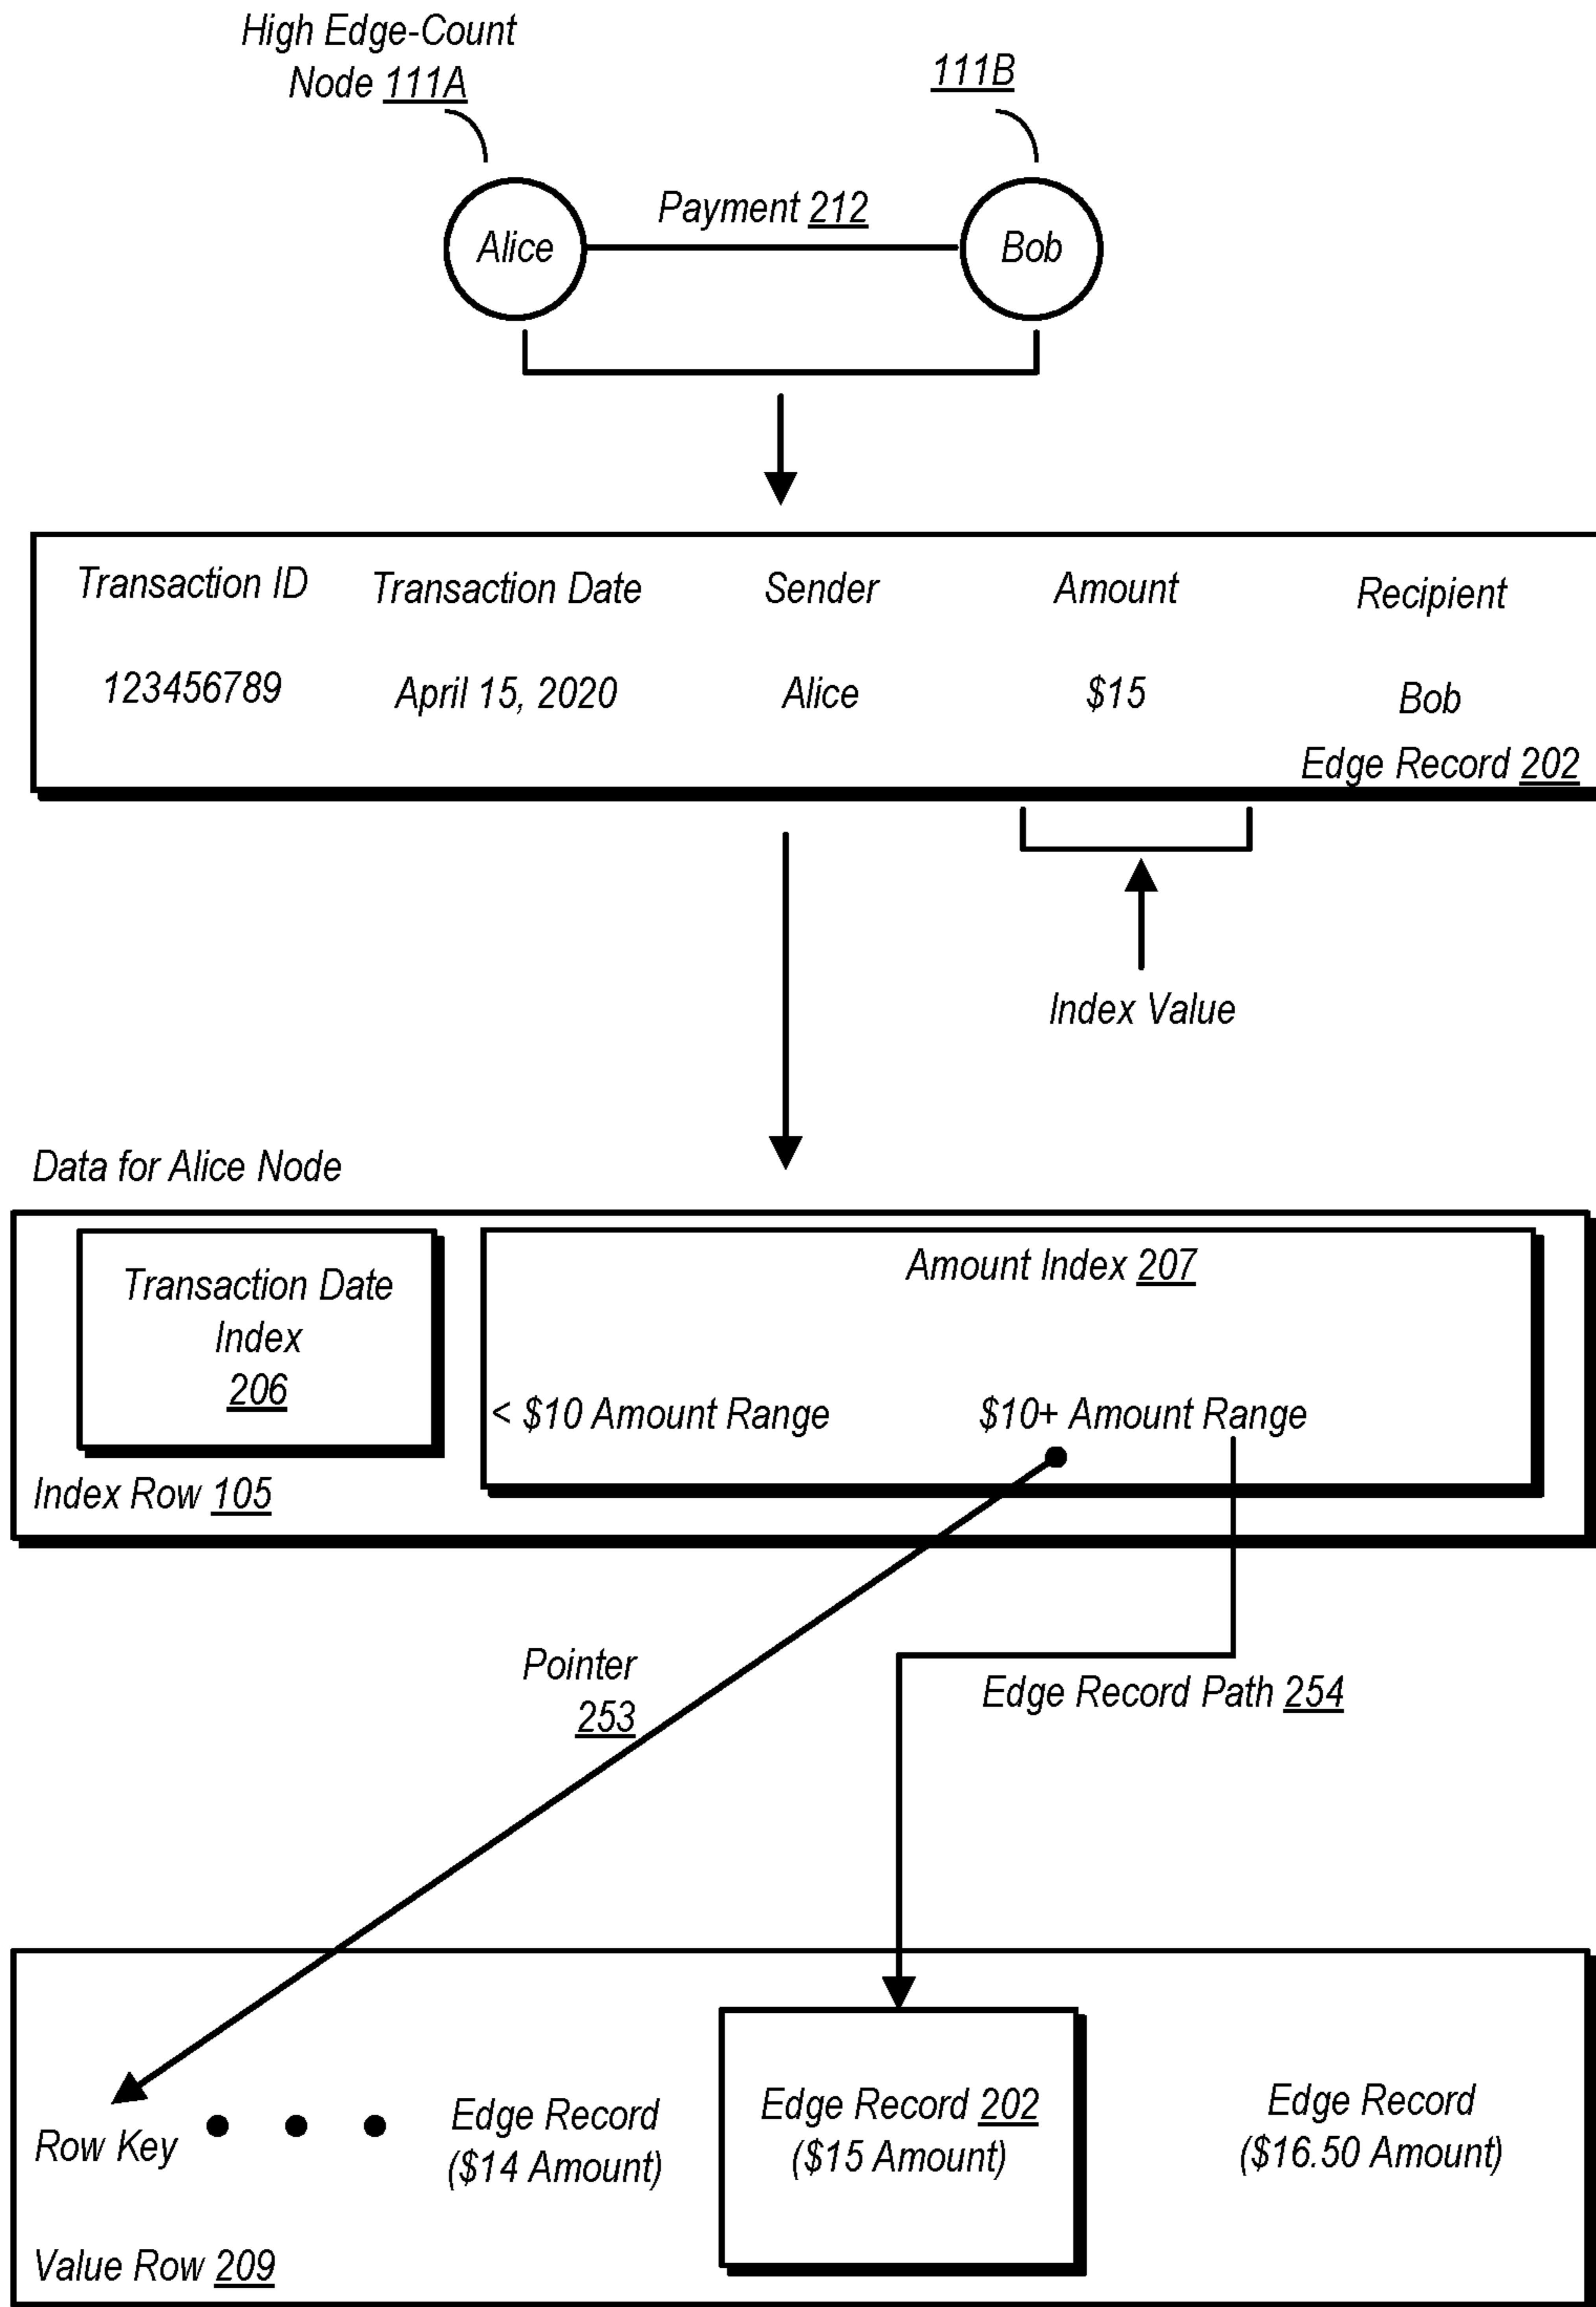 High Edge-Count
Node 111A
111B
Payment 212
Alice
Bob
Transaction ID
Transaction Date
Sender
Amount
Recipient
123456789
April 15, 2020
Alice
$15
Bob
Edge Record 202
Index Value
Data for Alice Node
Transaction Date
Index
206
Amount Index 207
< $10 Amount Range
$10+ Amount Range
Index Row 105
Pointer
253
Edge Record Path 254
Row Key
Edge Record
($14 Amount)
Edge Record 202
($15 Amount)
Edge Record
($16.50 Amount)
Value Row 209